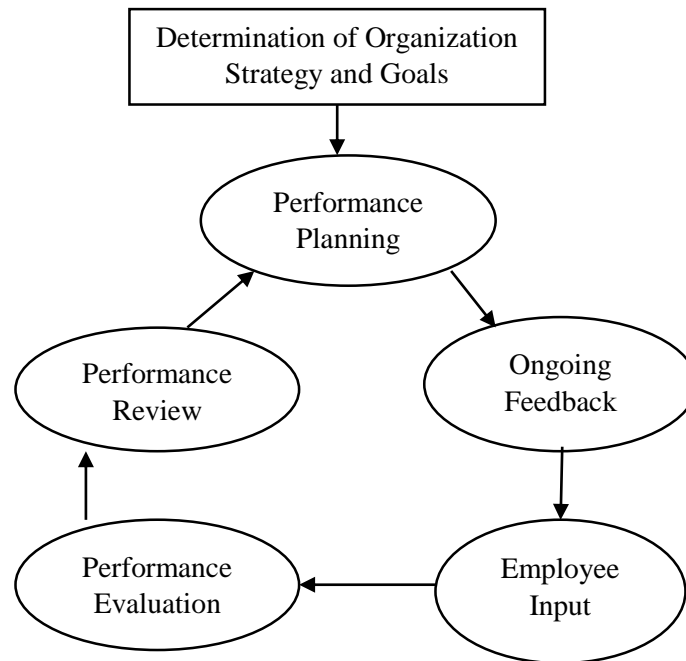 Determination of Organization
Strategy and Goals
Performance
Planning
Ongoing
Feedback
Employee
Input
Performance
Evaluation
Performance
Review